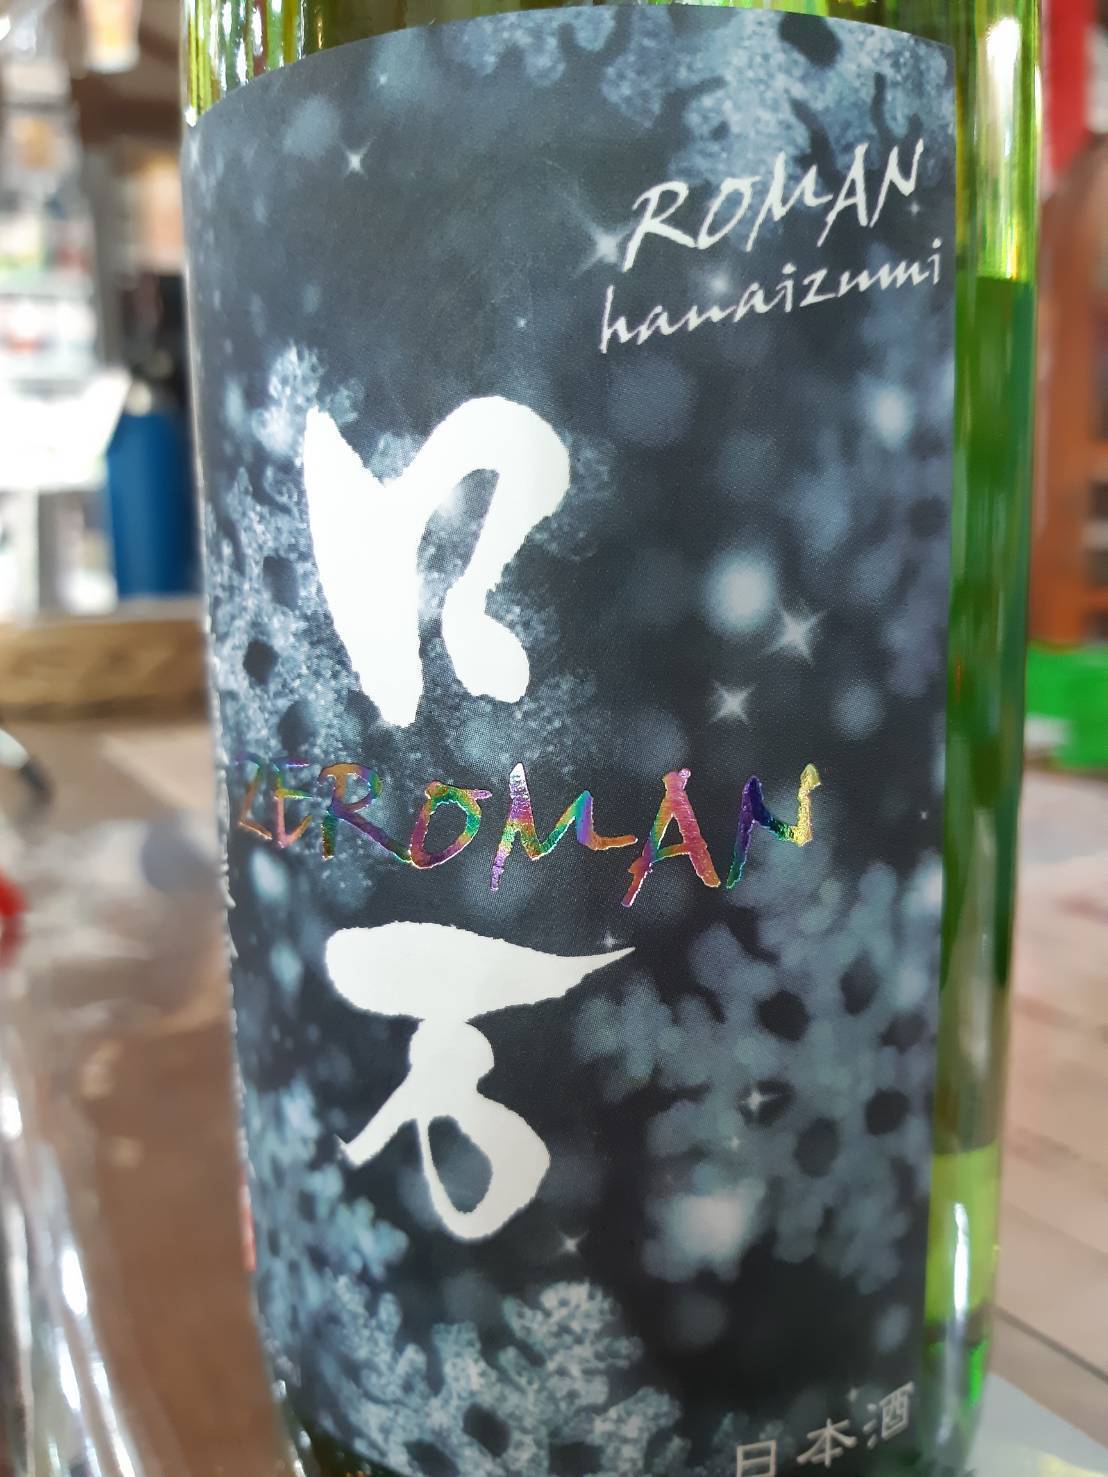 ROMAN
hanaizumi
ロ万
ZEROMAN
日本酒